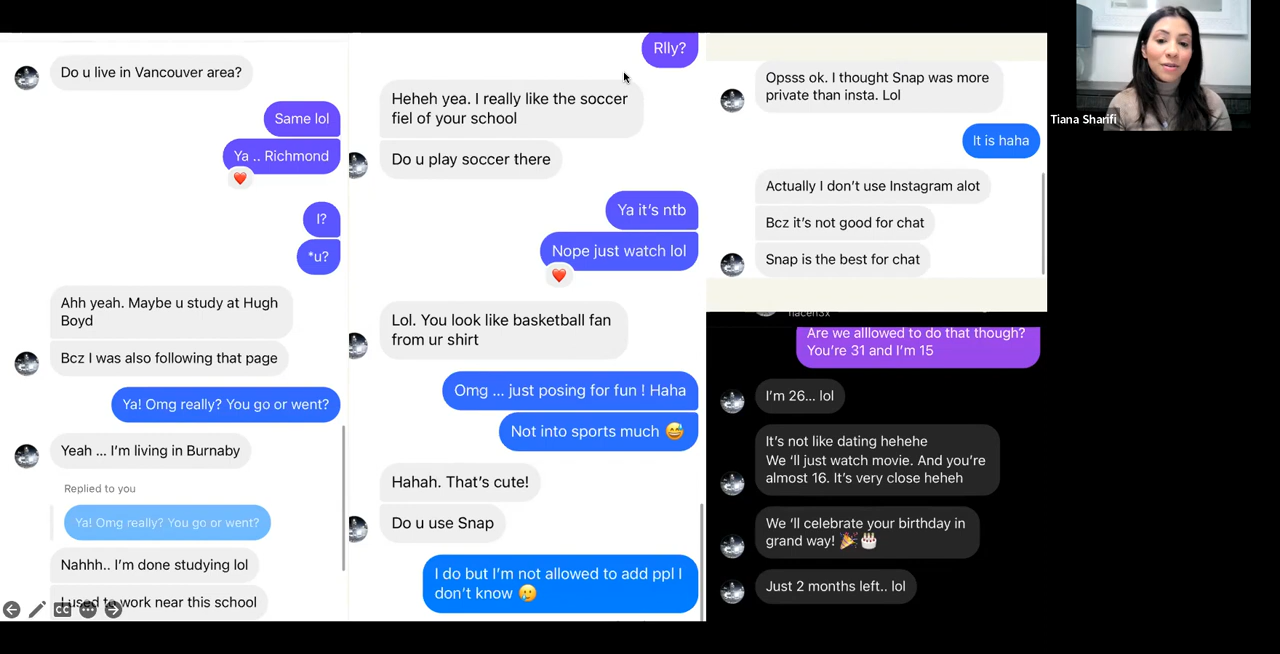 Do u live in Vancouver area?
Same lol
Ya .. Richmond
I?
*u?
Ahh yeah. Maybe u study at Hugh
Boyd
Bcz I was also following that page
Ya! Omg really? You go or went?
Yeah ... I'm living in Burnaby
Replied to you
Ya! Omg really? You go or went?
Nahhh.. I'm done studying lol
I used to work near this school
CC
Rlly?
Heheh yea. I really like the soccer
fiel of your school
Do u play soccer there
Ya it's ntb
Nope just watch lol
Lol. You look like basketball fan
from ur shirt
Omg ... just posing for fun ! Haha
Not into sports much 😅
Hahah. That's cute!
Do u use Snap
I do but I'm not allowed to add ppl I
don't know 🥲
Opsss ok. I thought Snap was more
private than insta. Lol
It is haha
Actually I don't use Instagram alot
Bcz it's not good for chat
Snap is the best for chat
Are we alllowed to do that though?
You're 31 and I'm 15
I'm 26... lol
It's not like dating hehehe
We 'll just watch movie. And you're
almost 16. It's very close heheh
We 'll celebrate your birthday in
grand way! 🎉🎂
Just 2 months left.. lol
Tiana Sharifi